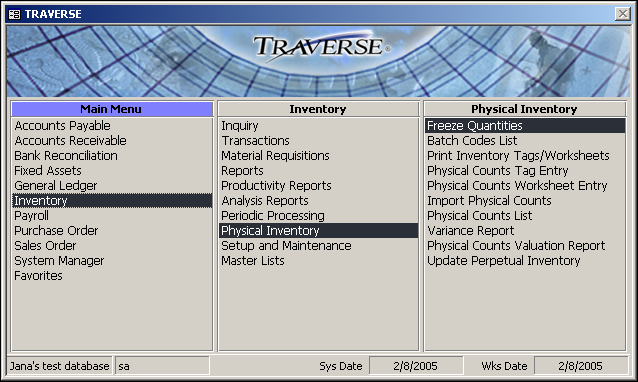 TRAVERSE
TRAVERSE®
Main Menu
Accounts Payable
Accounts Receivable
Bank Reconciliation
Fixed Assets
General Ledger
Inventory
Payroll
Purchase Order
Sales Order
System Manager
Favorites
Inventory
Inquiry
Transactions
Material Requisitions
Reports
Productivity Reports
Analysis Reports
Periodic Processing
Physical Inventory
Setup and Maintenance
Master Lists
Physical Inventory
Freeze Quantities
Batch Codes List
Print Inventory Tags/Worksheets
Physical Counts Tag Entry
Physical Counts Worksheet Entry
Import Physical Counts
Physical Counts List
Variance Report
Physical Counts Valuation Report
Update Perpetual Inventory
Jana's test database sa Sys Date 2/8/2005 Wks Date 2/8/2005